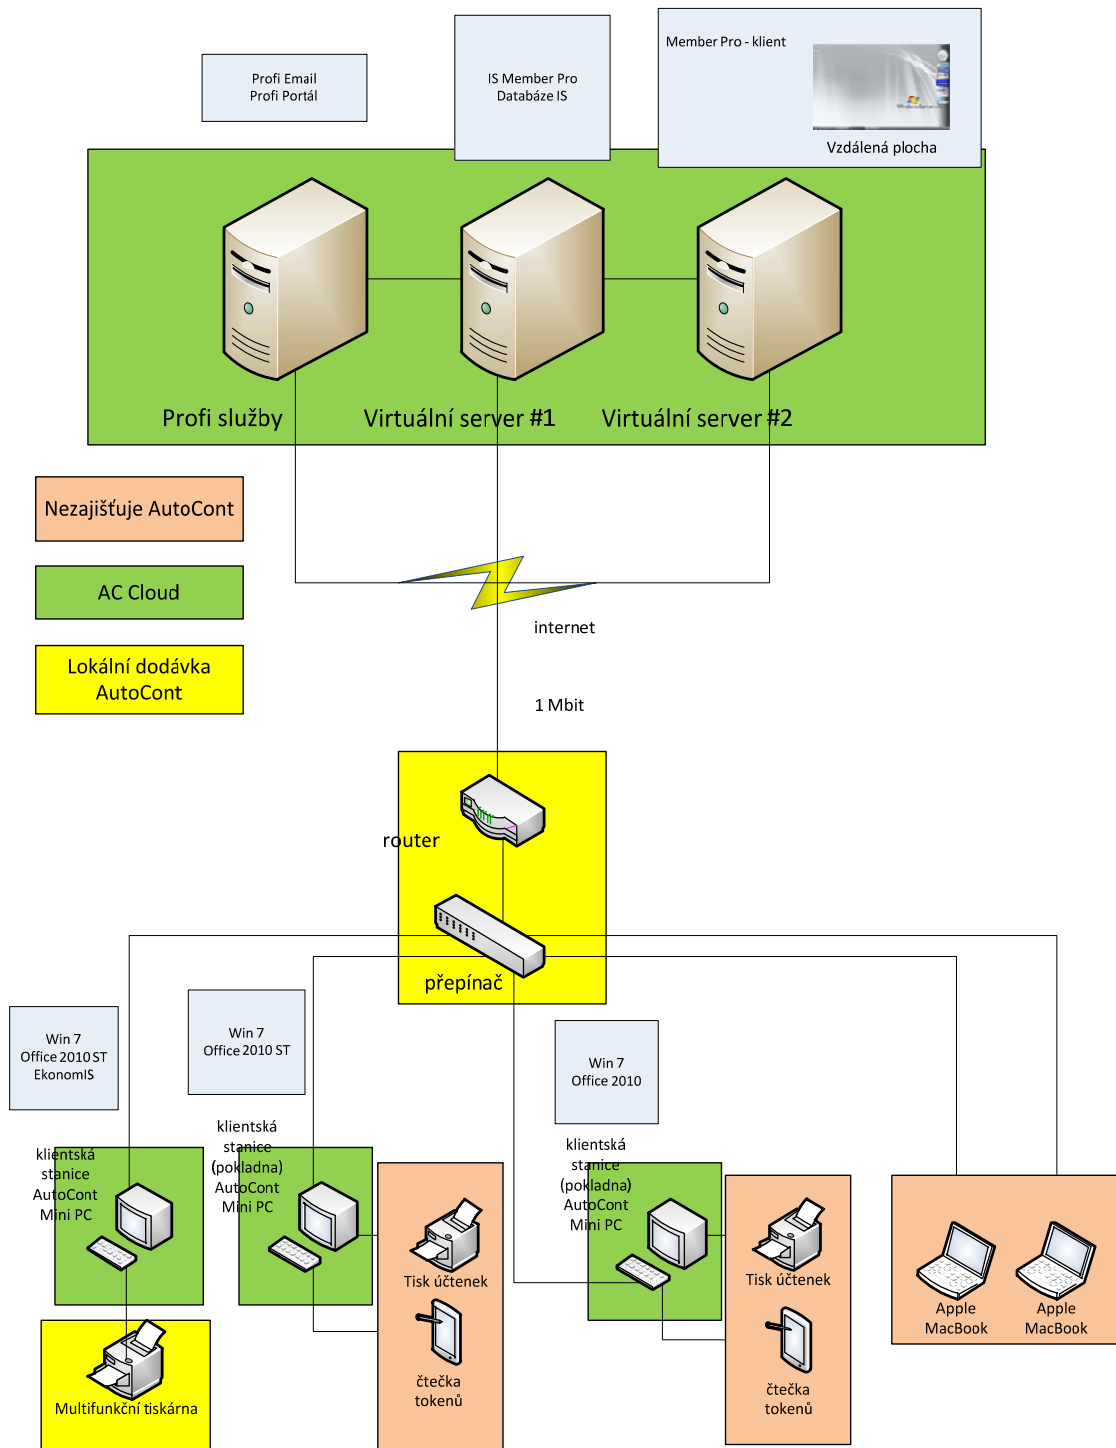 Profi Email
Profi Portál
IS Member Pro
Databáze IS
Member Pro - klient
Vzdálená plocha
Profi služby
Virtuální server #1
Virtuální server #2
Nezajišťuje AutoCont
AC Cloud
Lokální dodávka
AutoCont
internet
1 Mbit
router
přepínač
Win 7
Office 2010 ST
EkonomIS
Win 7
Office 2010 ST
Win 7
Office 2010
klientská
stanice
AutoCont
Mini PC
klientská
stanice
(pokladna)
AutoCont
Mini PC
klientská
stanice
(pokladna)
AutoCont
Mini PC
Tisk účtenek
čtečka
tokenů
Tisk účtenek
čtečka
tokenů
Apple
MacBook
Apple
MacBook
Multifunkční tiskárna